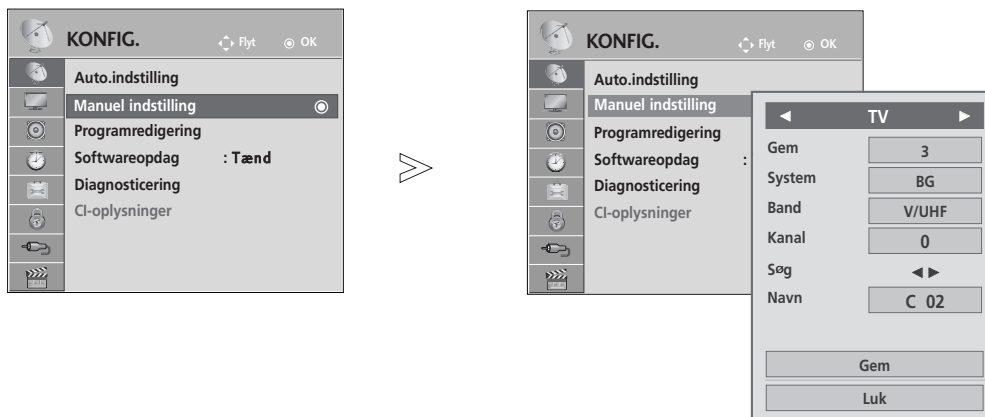 KONFIG. Flyt OK
Auto.indstilling
Manuel indstilling
Programredigering
Softwareopdag : Tænd
Diagnosticering
CI-oplysninger
KONFIG. Flyt OK
Auto.indstilling
Manuel indstilling
Programredigering
Softwareopdag :
Diagnosticering
CI-oplysninger
◄ TV ►
Gem 3
System BG
Band V/UHF
Kanal 0
Søg ◄ ►
Navn C 02
Gem
Luk